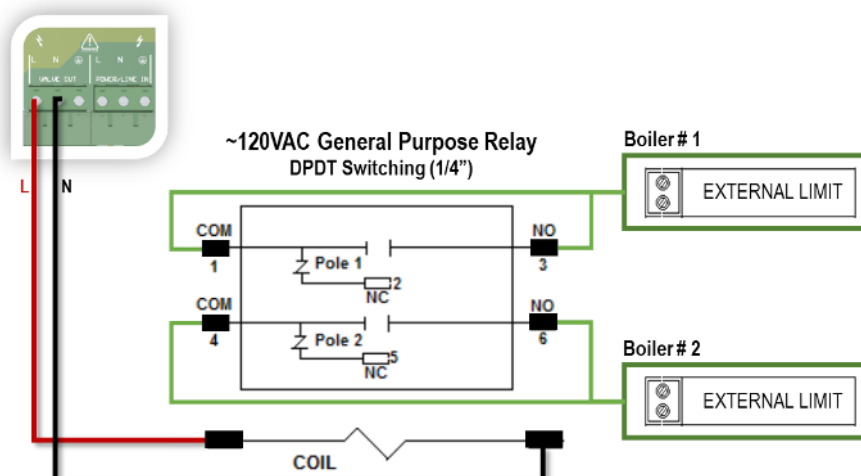 L N L N
VALVE OUT POWER/LINE IN
L N
~120VAC General Purpose Relay
DPDT Switching (1/4”)
Boiler # 1
EXTERNAL LIMIT
COM
1
Pole 1
2
NC
NO
3
COM
4
Pole 2
5
NC
NO
6
Boiler # 2
EXTERNAL LIMIT
COIL